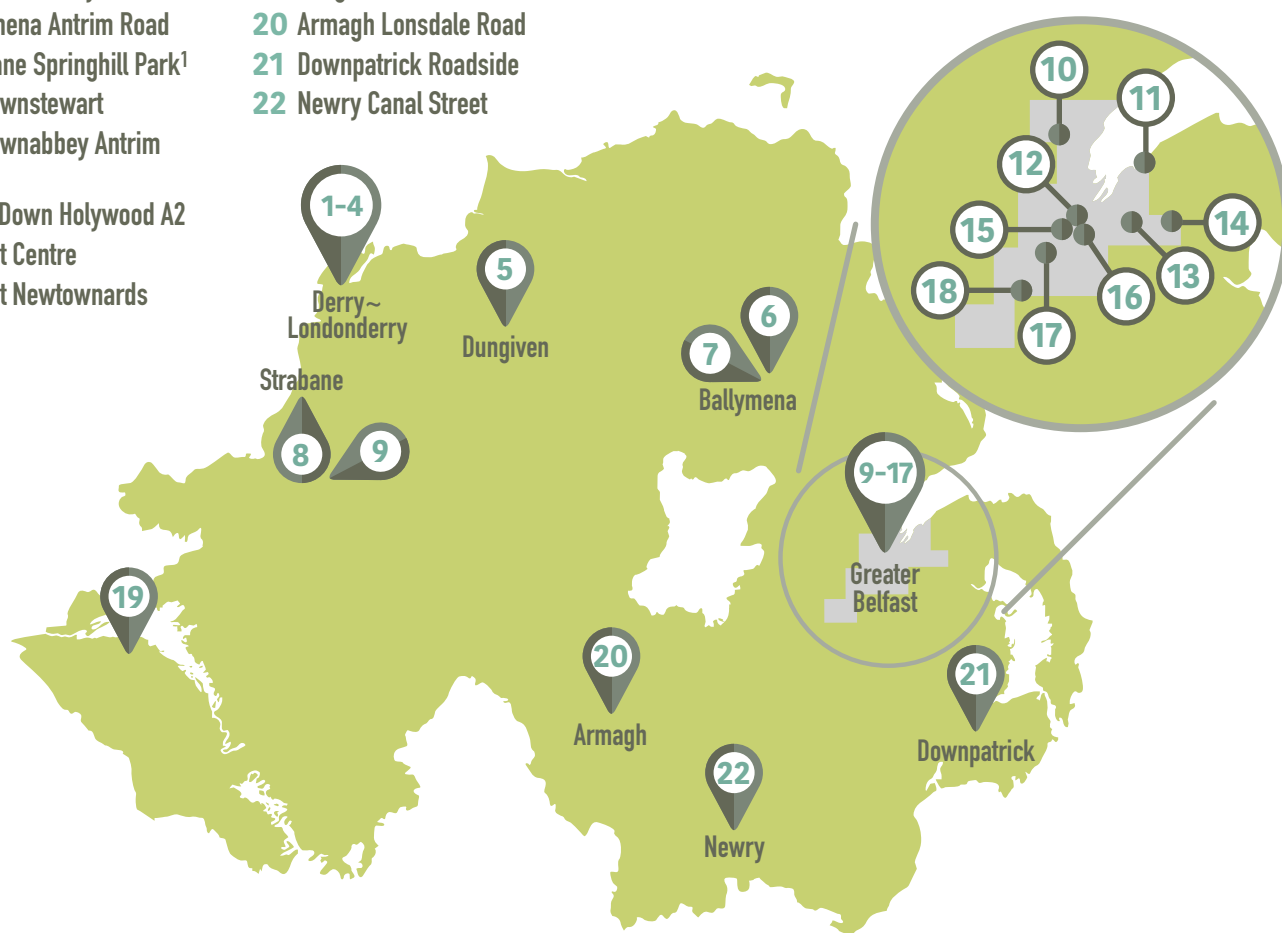 nena Antrim Road
ane Springhill Park¹
wnstewart
wnabbey Antrim
Down Holywood A2
t Centre
t Newtownards
20 Armagh Lonsdale Road
21 Downpatrick Roadside
22 Newry Canal Street
10
11
12
14
15
13
18
16
17
1-4
Derry~
Londonderry
5
Dungiven
6
7
Ballymena
Strabane
8
9
9-17
Greater
Belfast
19
20
Armagh
21
Downpatrick
22
Newry